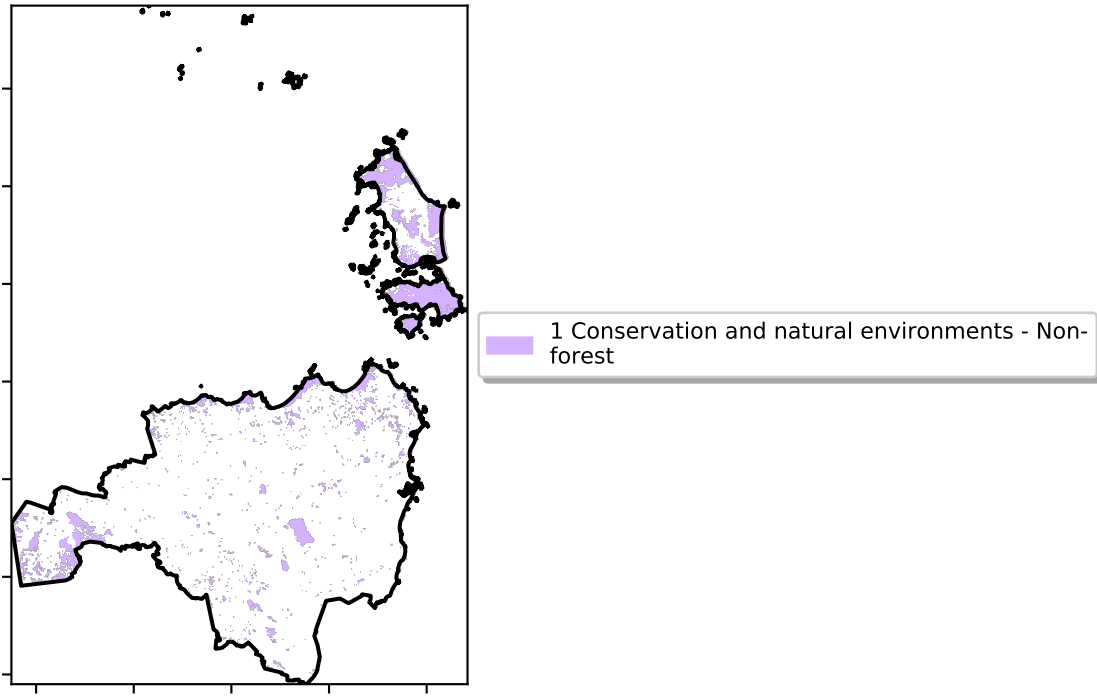 1 Conservation and natural environments - Non-
forest